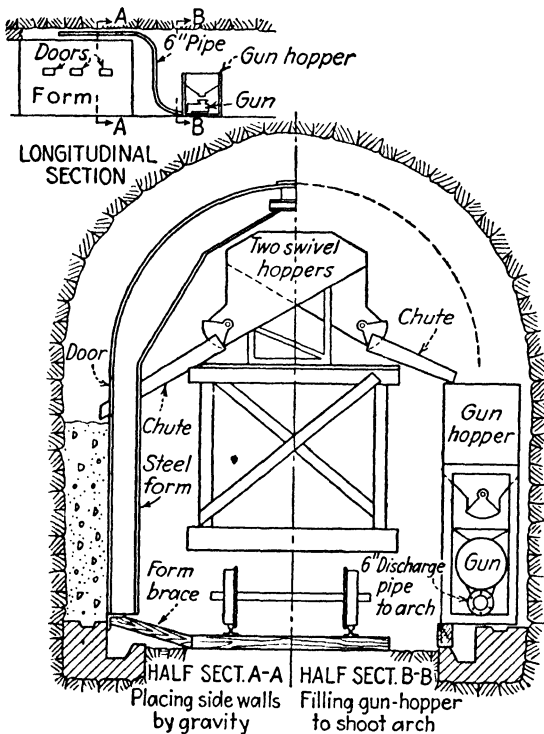 A
B
6" Pipe
Doors
Gun hopper
Form
Gun
A
B
LONGITUDINAL
SECTION
Two swivel
hoppers
Door
Chute
Chute
Steel
form
Gun
hopper
Form
brace
6" Discharge
pipe
to arch
Gun
HALF SECT. A-A
Placing side walls
by gravity
HALF SECT. B-B
Filling gun-hopper
to shoot arch